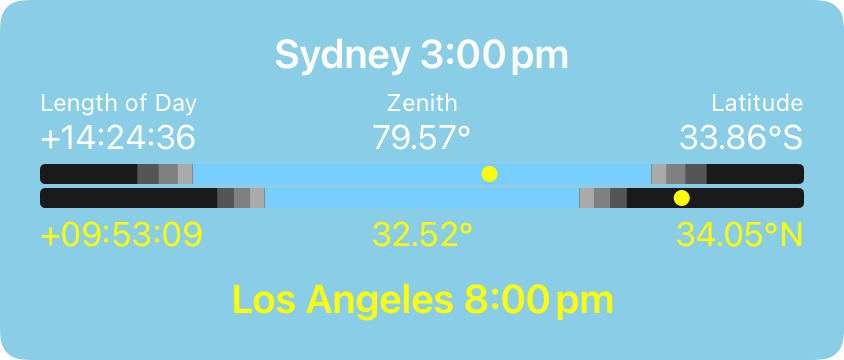 Sydney 3:00 pm
Length of Day Zenith Latitude
+14:24:36 79.57° 33.86°S
+09:53:09 32.52° 34.05°N
Los Angeles 8:00 pm